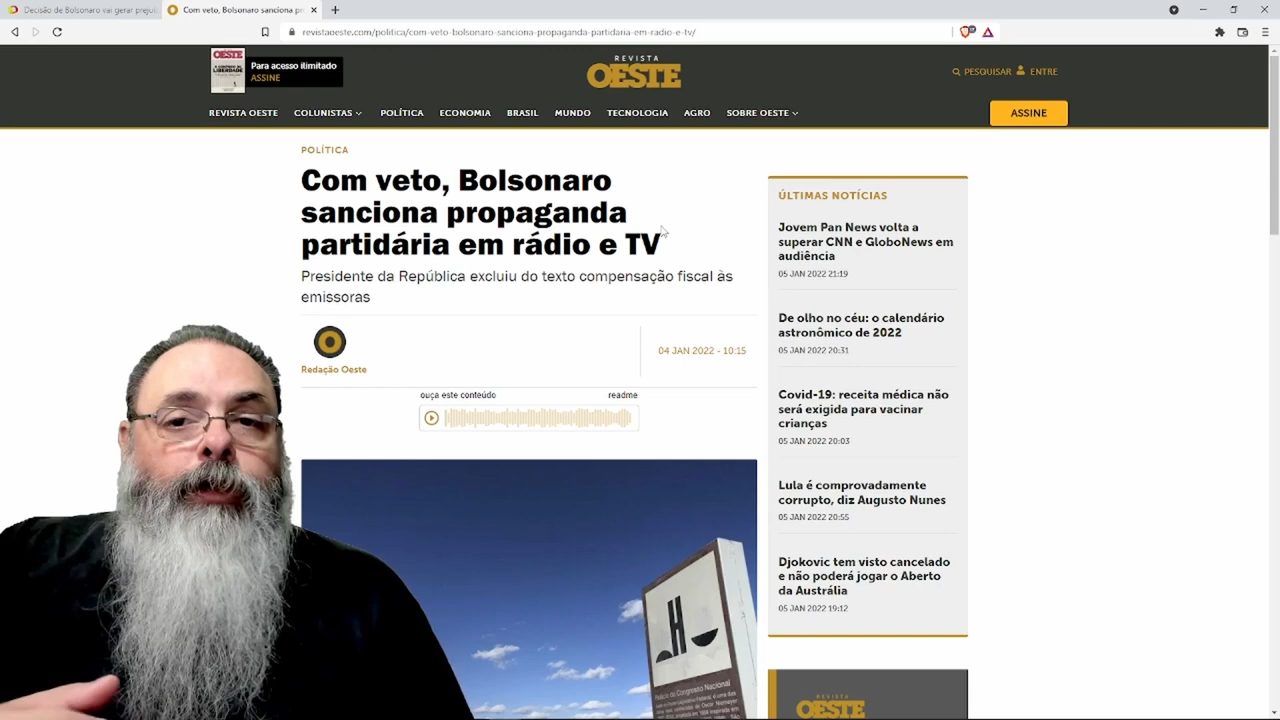 Decisão de Bolsonaro vai gerar prejuí
Com veto, Bolsonaro sanciona pr
revistaoeste.com/politica/com-veto-bolsonaro-sanciona-propaganda-partidaria-em-radio-e-tv/
OESTE
Para acesso ilimitado
ASSINE
REVISTA
OESTE
PESQUISAR
ENTRE
REVISTA OESTE
COLUNISTAS
POLÍTICA
ECONOMIA
BRASIL
MUNDO
TECNOLOGIA
AGRO
SOBRE OESTE
ASSINE
POLÍTICA
Com veto, Bolsonaro
sanciona propaganda
partidária em rádio e TV
Presidente da República excluiu do texto compensação fiscal às
emissoras
Redação Oeste
04 JAN 2022 - 10:15
ouça este conteúdo
readme
ÚLTIMAS NOTÍCIAS
Jovem Pan News volta a
superar CNN e GloboNews em
audiência
05 JAN 2022 21:19
De olho no céu: o calendário
astronômico de 2022
05 JAN 2022 20:31
Covid-19: receita médica não
será exigida para vacinar
crianças
05 JAN 2022 20:03
Lula é comprovadamente
corrupto, diz Augusto Nunes
05 JAN 2022 20:55
Djokovic tem visto cancelado
e não poderá jogar o Aberto
da Austrália
05 JAN 2022 19:12
Palácio do Congresso Nacional
REVISTA
OESTE